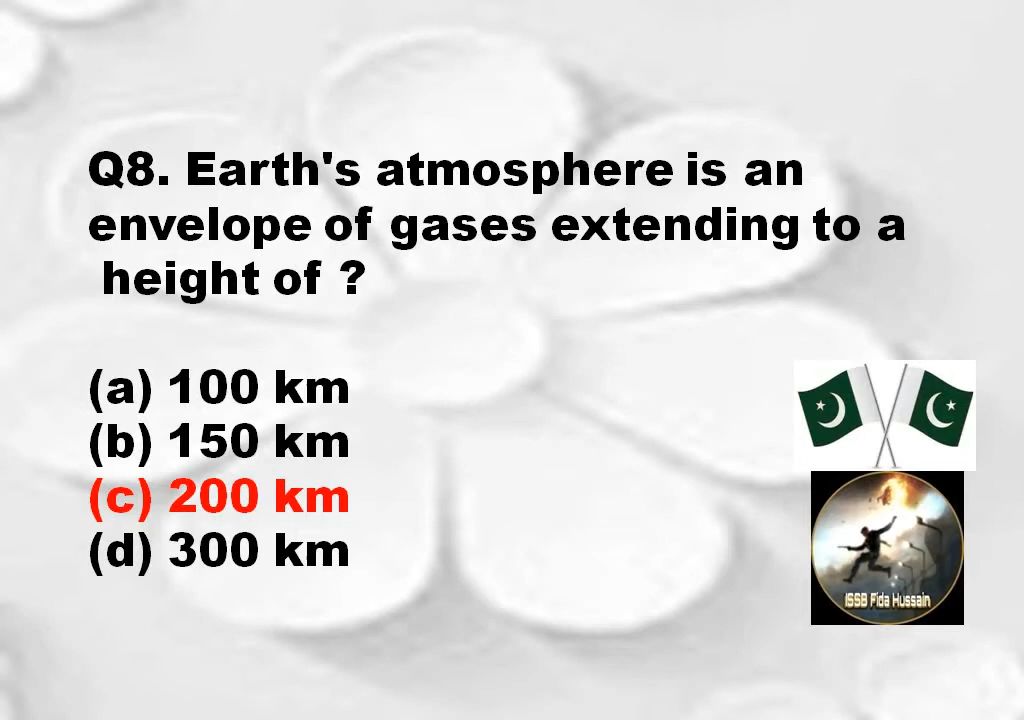 Q8. Earth's atmosphere is an
envelope of gases extending to a
height of ?
(a) 100 km
(b) 150 km
(c) 200 km
(d) 300 km
ISSB Fida Hussain